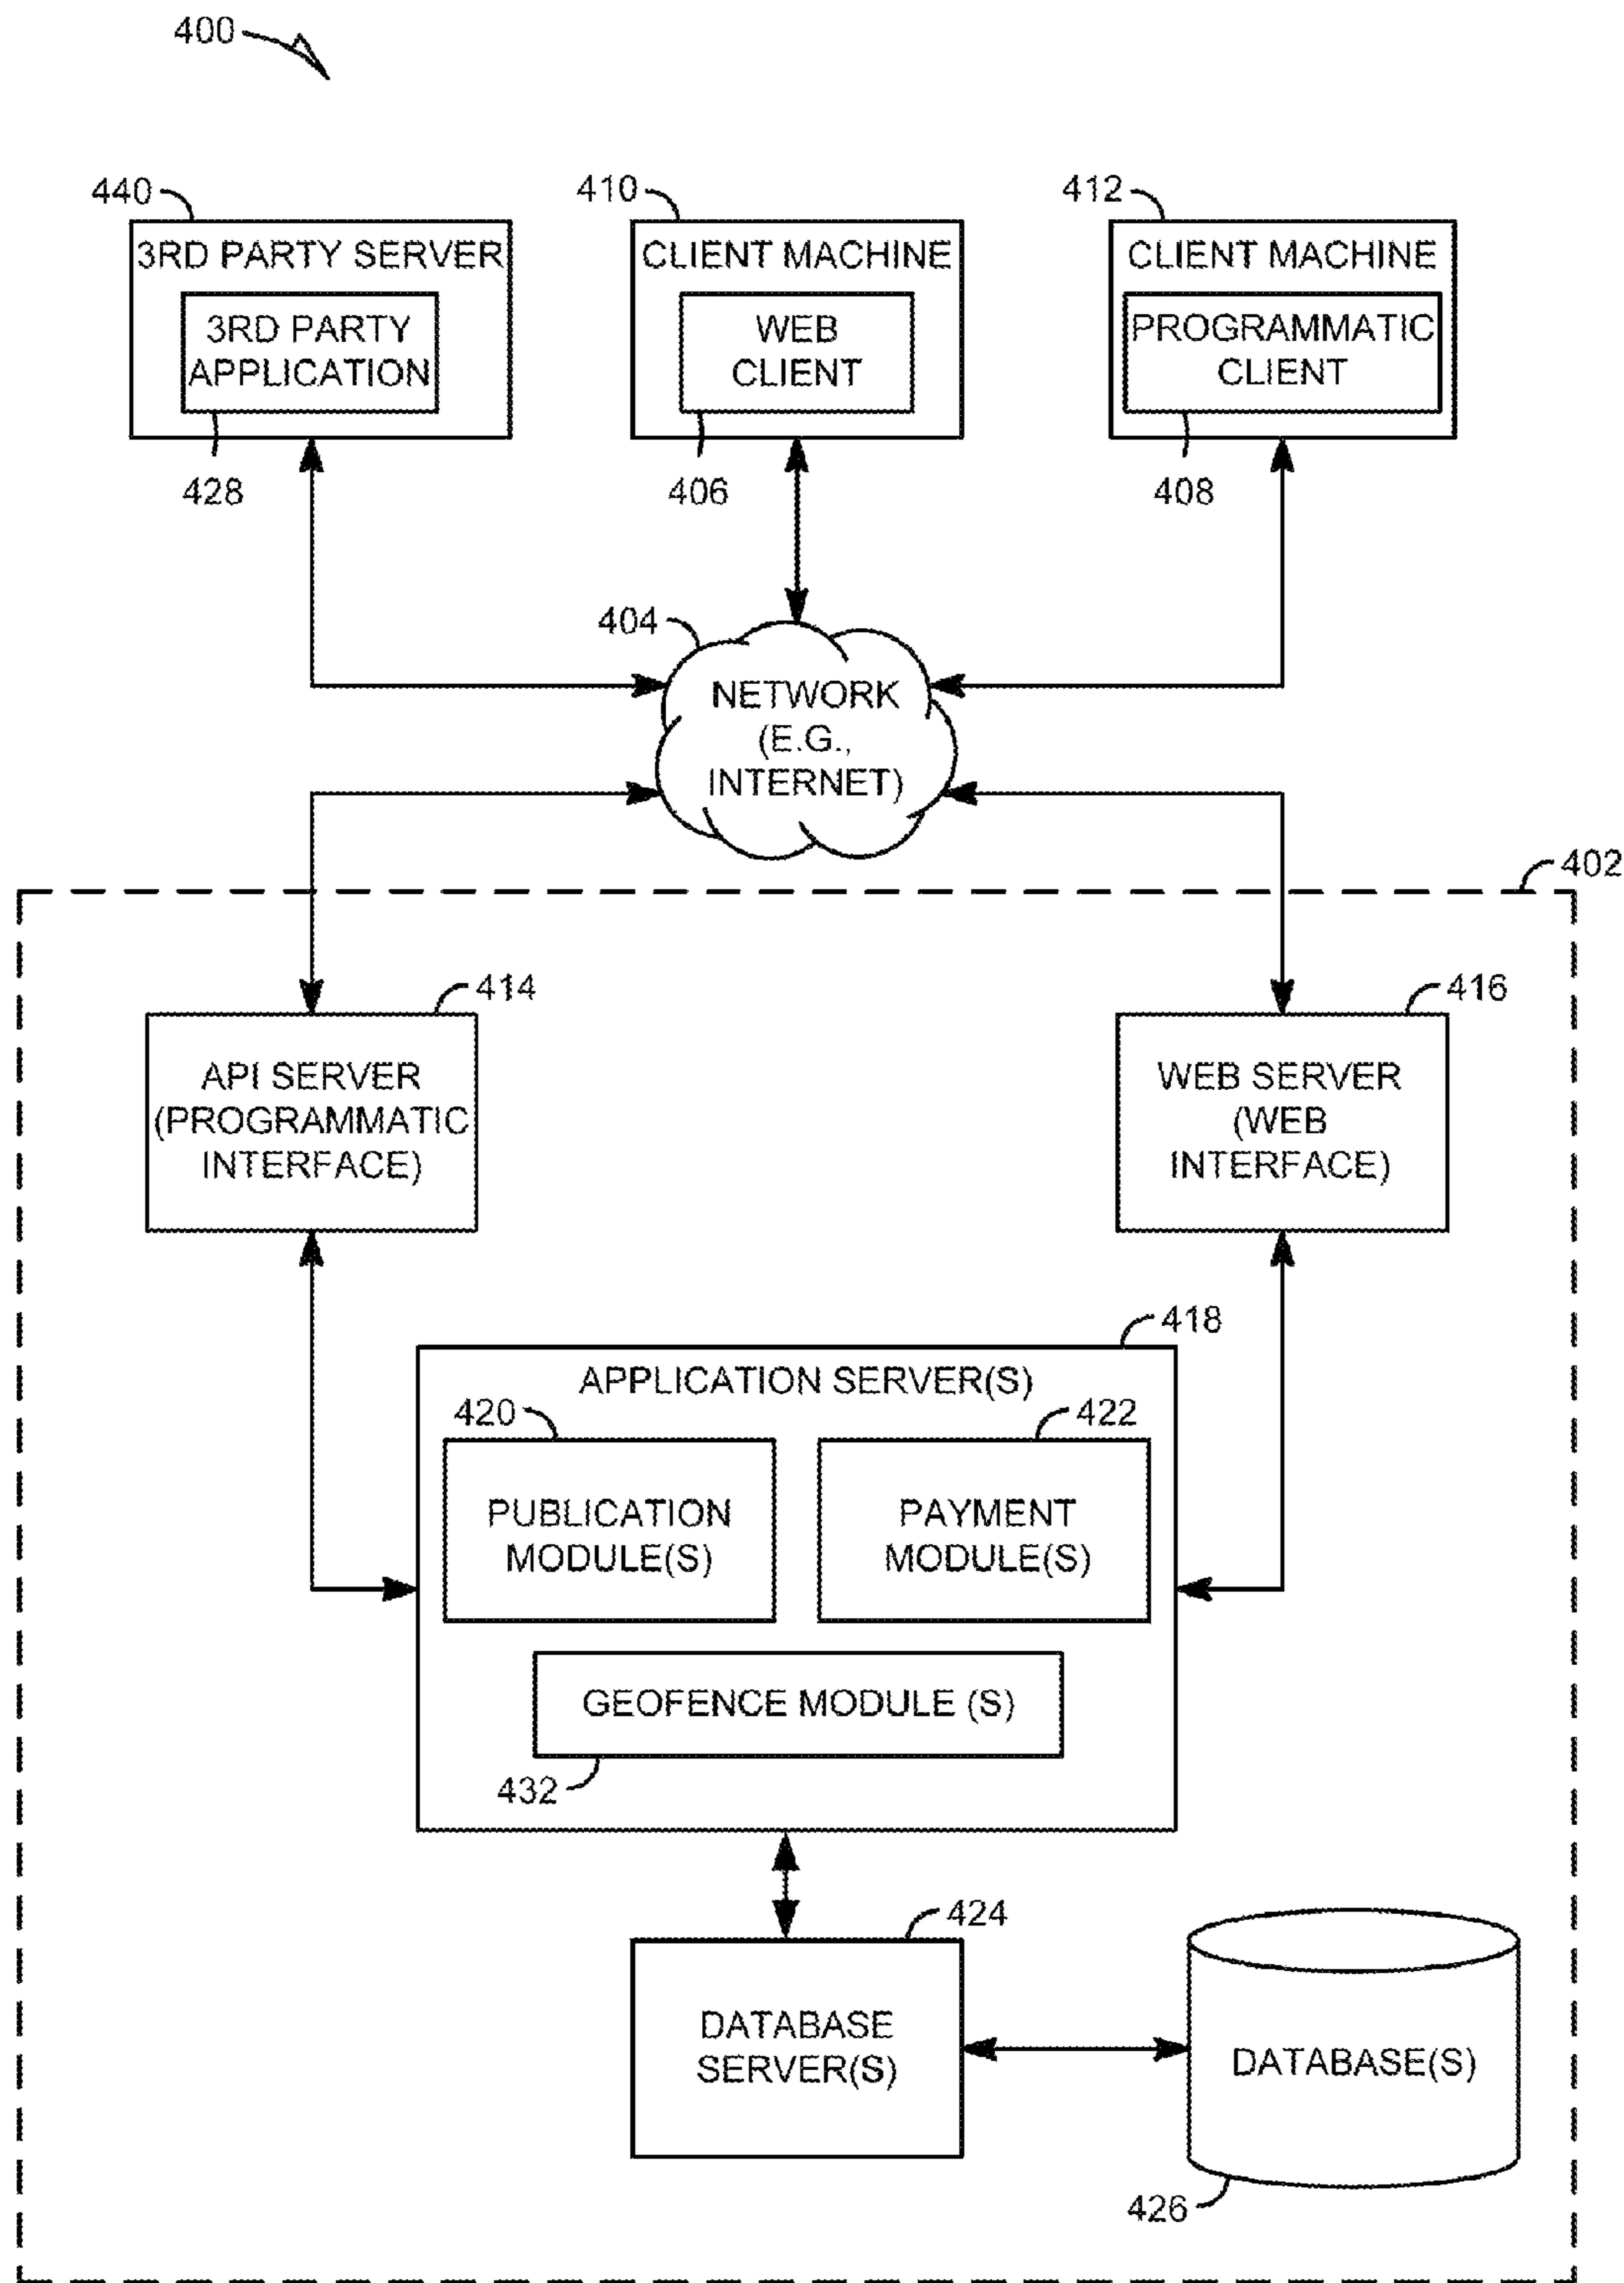 400
440
410
412
3RD PARTY SERVER
CLIENT MACHINE
CLIENT MACHINE
3RD PARTY
APPLICATION
WEB
CLIENT
PROGRAMMATIC
CLIENT
428
406
408
404
NETWORK
(E.G.,
INTERNET)
402
414
416
API SERVER
(PROGRAMMATIC
INTERFACE)
WEB SERVER
(WEB
INTERFACE)
418
APPLICATION SERVER(S)
420
422
PUBLICATION
MODULE(S)
PAYMENT
MODULE(S)
GEOFENCE MODULE (S)
432
424
DATABASE
SERVER(S)
DATABASE(S)
426